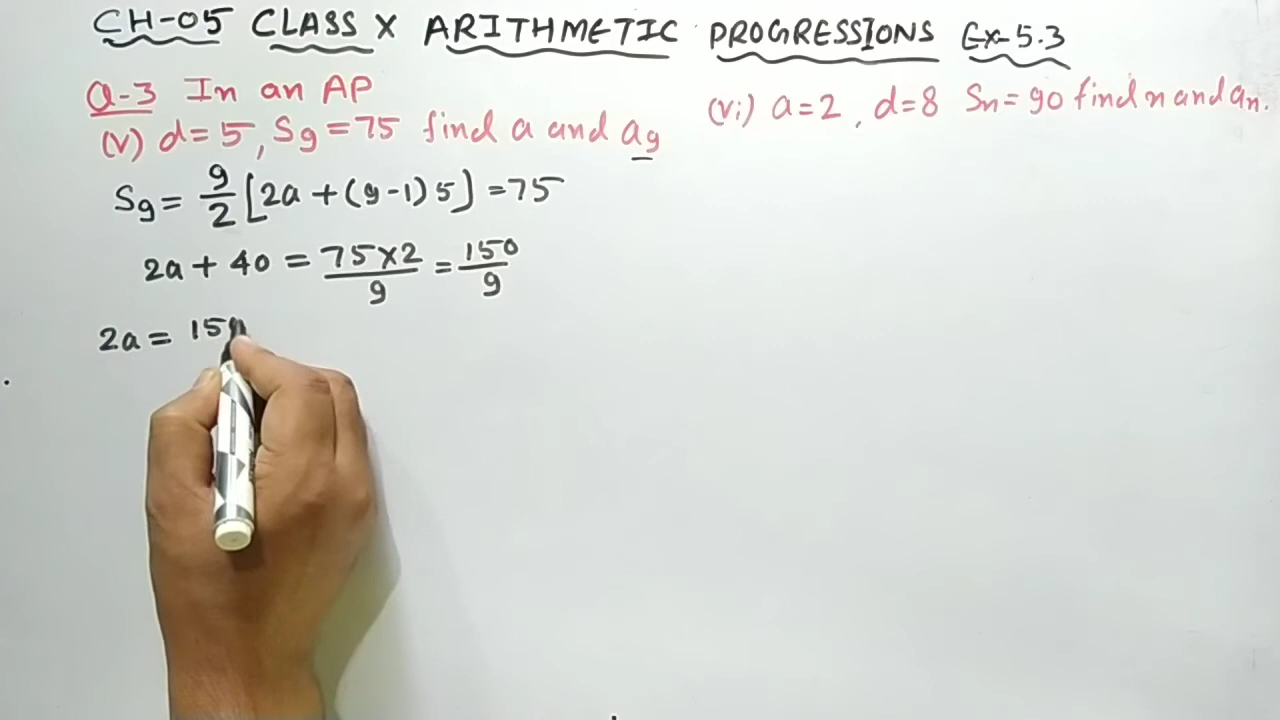 CH-05 CLASS X ARITHMETIC PROGRESSIONS Ex-5.3
Q-3 In an AP
(v) d=5, S9=75 find a and a9
(vi) a=2, d=8 Sn=90 find n and an.
S9 = 9/2 [2a + (9-1) 5] = 75
2a + 40 = 75×2/9 = 150/9
2a = 150